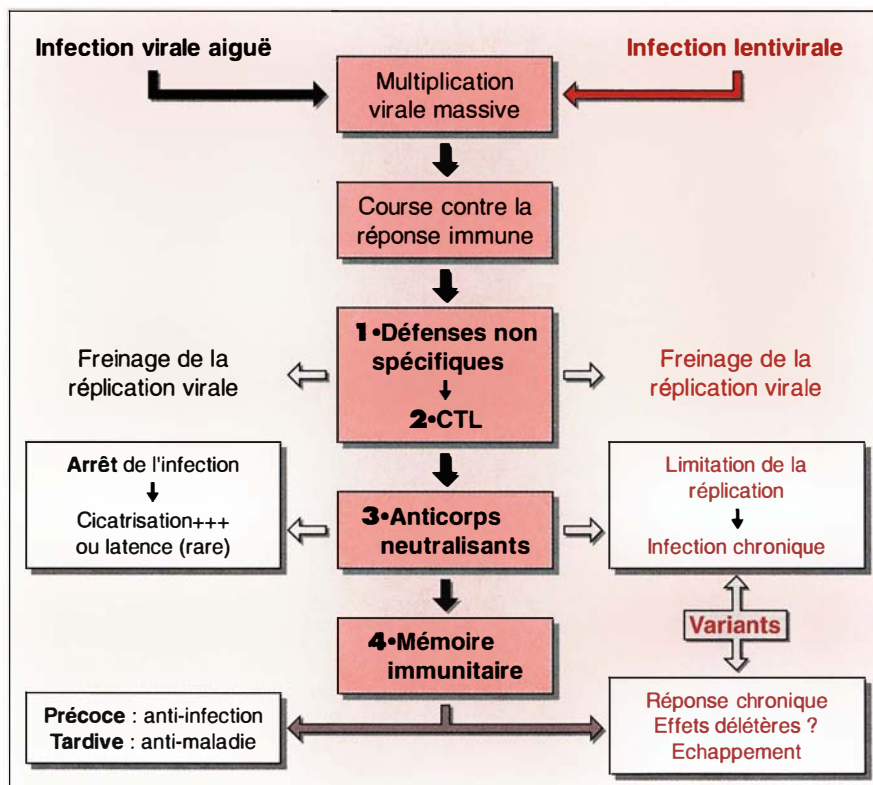 Infection virale aiguë
Infection lentivirale
Multiplication
virale massive
Course contre la
réponse immune
1•Défenses non
spécifiques
2•CTL
Freinage de la
réplication virale
Freinage de la
réplication virale
Arrêt de l'infection
Cicatrisation+++
ou latence (rare)
3•Anticorps
neutralisants
Limitation de la
réplication
Infection chronique
Variants
4•Mémoire
immunitaire
Précoce : anti-infection
Tardive : anti-maladie
Réponse chronique
Effets délétères ?
Echappement